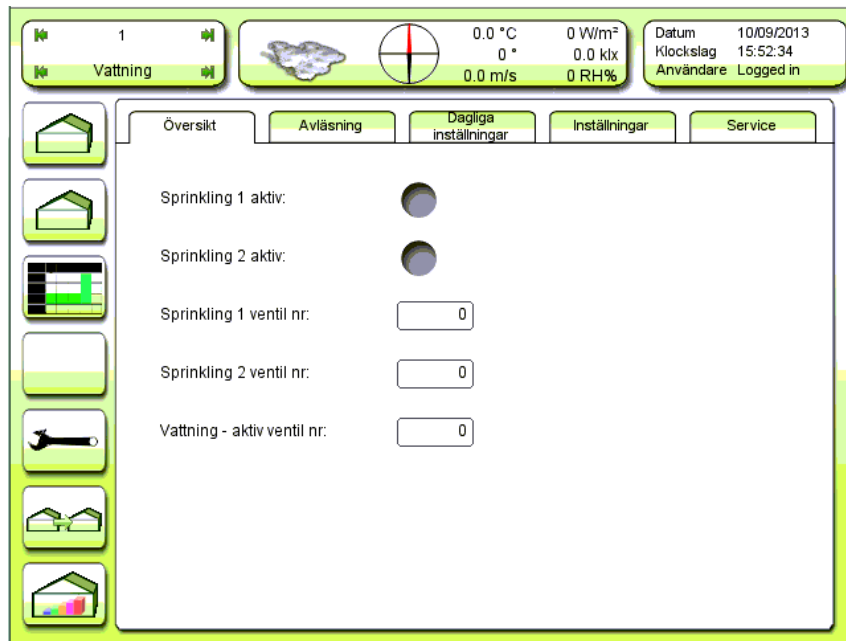 1
Vattning
0.0 °C
0 W/m²
0 °
0.0 klx
0.0 m/s
0 RH%
Datum 10/09/2013
Klockslag 15:52:34
Användare Logged in
Översikt
Avläsning
Dagliga
inställningar
Inställningar
Service
Sprinkling 1 aktiv:
Sprinkling 2 aktiv:
Sprinkling 1 ventil nr: 0
Sprinkling 2 ventil nr: 0
Vattning - aktiv ventil nr: 0